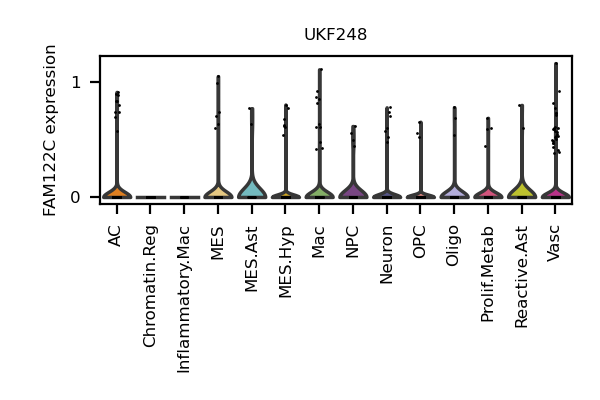 UKF248
FAM122C expression
1
0
AC
Chromatin.Reg
Inflammatory.Mac
MES
MES.Ast
MES.Hyp
Mac
NPC
Neuron
OPC
Oligo
Prolif.Metab
Reactive.Ast
Vasc